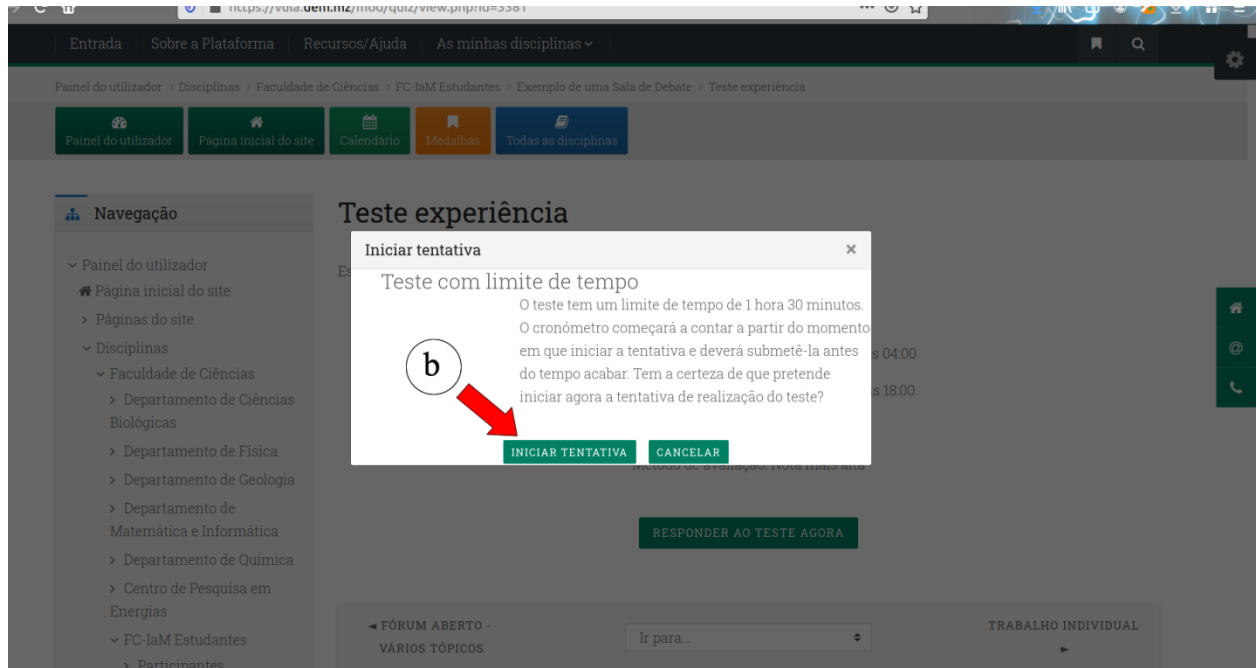 https://vula.uem.mz/mod/quiz/view.php?id=3381
Entrada Sobre a Plataforma Recursos/Ajuda As minhas disciplinas
Painel do utilizador > Disciplinas > Faculdade de Ciências > FC-IaM Estudantes > Exemplo de uma Sala de Debate > Teste experiência
Painel do utilizador Página inicial do site Calendário Medalhas Todas as disciplinas
Navegação
Painel do utilizador
Página inicial do site
Páginas do site
Disciplinas
Faculdade de Ciências
Departamento de Ciências
Biológicas
Departamento de Física
Departamento de Geologia
Departamento de
Matemática e Informática
Departamento de Química
Centro de Pesquisa em
Energias
FC-IaM Estudantes
Participantes
Teste experiência
Iniciar tentativa ×
Teste com limite de tempo
O teste tem um limite de tempo de 1 hora 30 minutos.
O cronómetro começará a contar a partir do momento
em que iniciar a tentativa e deverá submetê-la antes
do tempo acabar. Tem a certeza de que pretende
iniciar agora a tentativa de realização do teste?
b
INICIAR TENTATIVA CANCELAR
04:00
18:00.
Método de avaliação: Nota mais alta
RESPONDER AO TESTE AGORA
◄ FÓRUM ABERTO -
VÁRIOS TÓPICOS
Ir para...
TRABALHO INDIVIDUAL
►